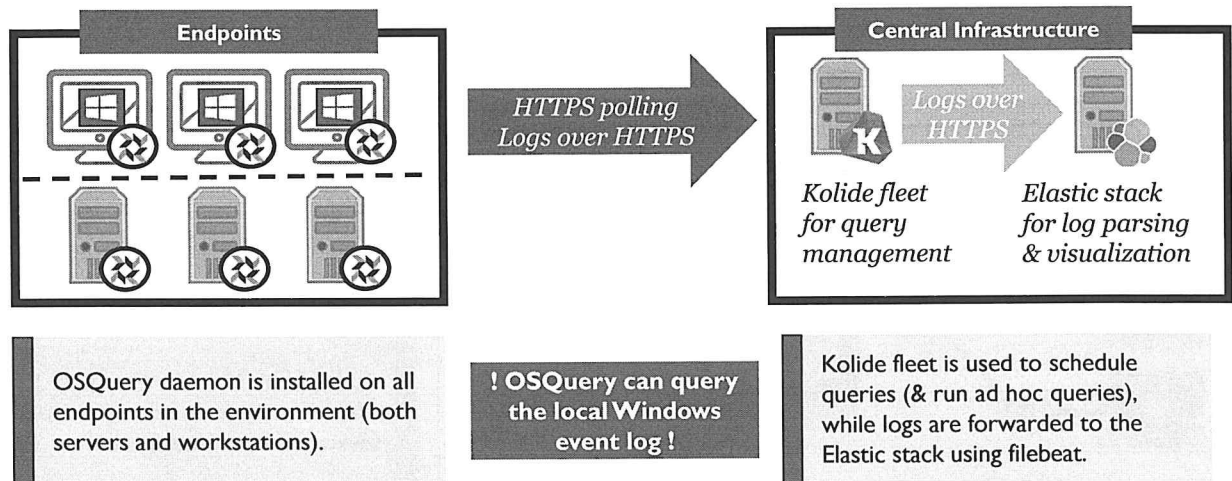 Endpoints
HTTPS polling
Logs over HTTPS
Central Infrastructure
K
Logs over
HTTPS
Kolide fleet
for query
management
Elastic stack
for log parsing
& visualization
OSQuery daemon is installed on all
endpoints in the environment (both
servers and workstations).
! OSQuery can query
the local Windows
event log !
Kolide fleet is used to schedule
queries (& run ad hoc queries),
while logs are forwarded to the
Elastic stack using filebeat.